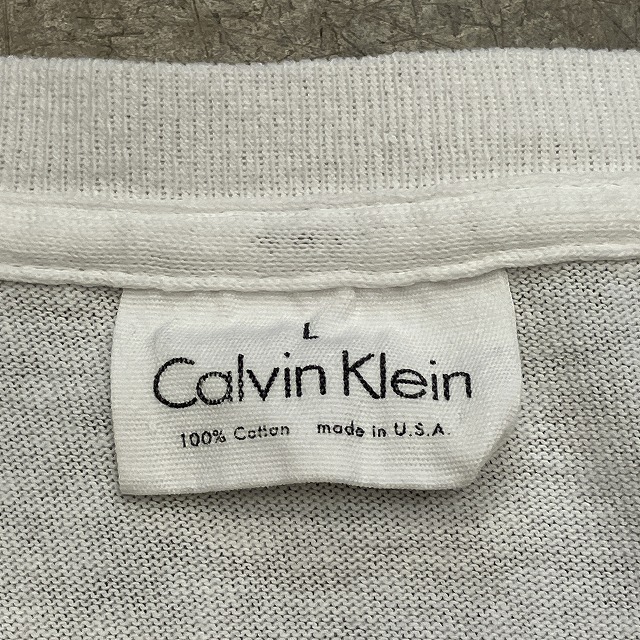 L
Calvin Klein
100% Cotton made in U.S.A.